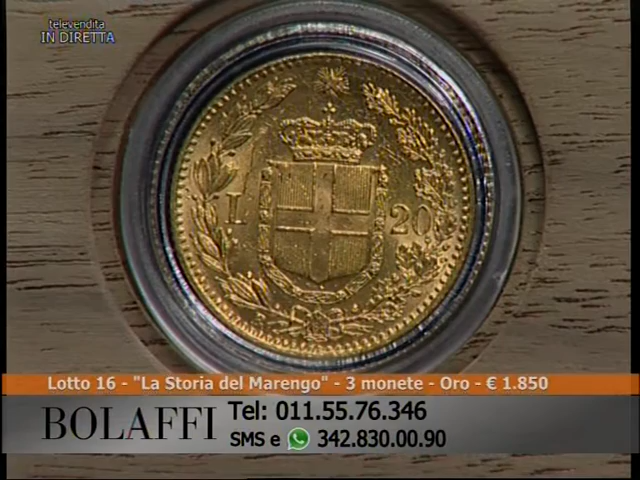 televendita
IN DIRETTA
L 20
R
Lotto 16 - "La Storia del Marengo" - 3 monete - Oro - € 1.850
BOLAFFI
Tel: 011.55.76.346
SMS e 342.830.00.90